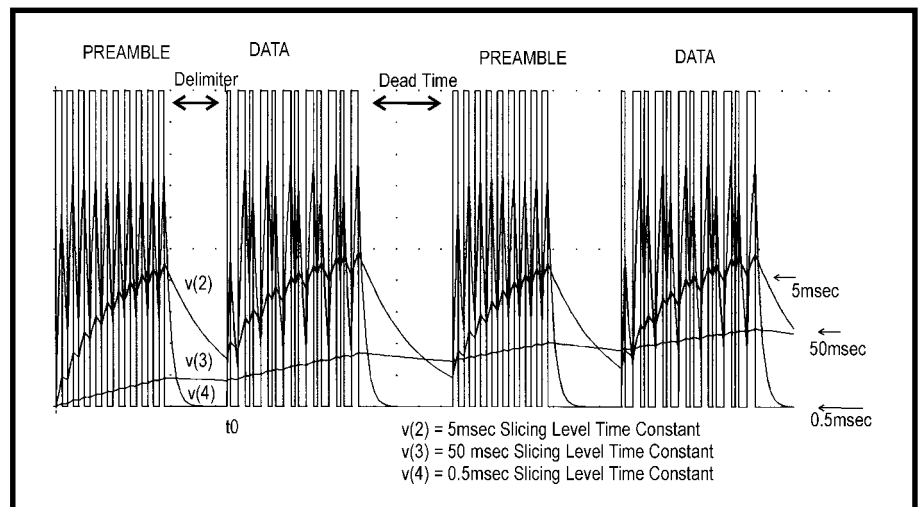 PREAMBLE DATA PREAMBLE DATA
Delimiter Dead Time
v(2)
5msec
v(3)
50msec
v(4)
0.5msec
t0
v(2) = 5msec Slicing Level Time Constant
v(3) = 50 msec Slicing Level Time Constant
v(4) = 0.5msec Slicing Level Time Constant